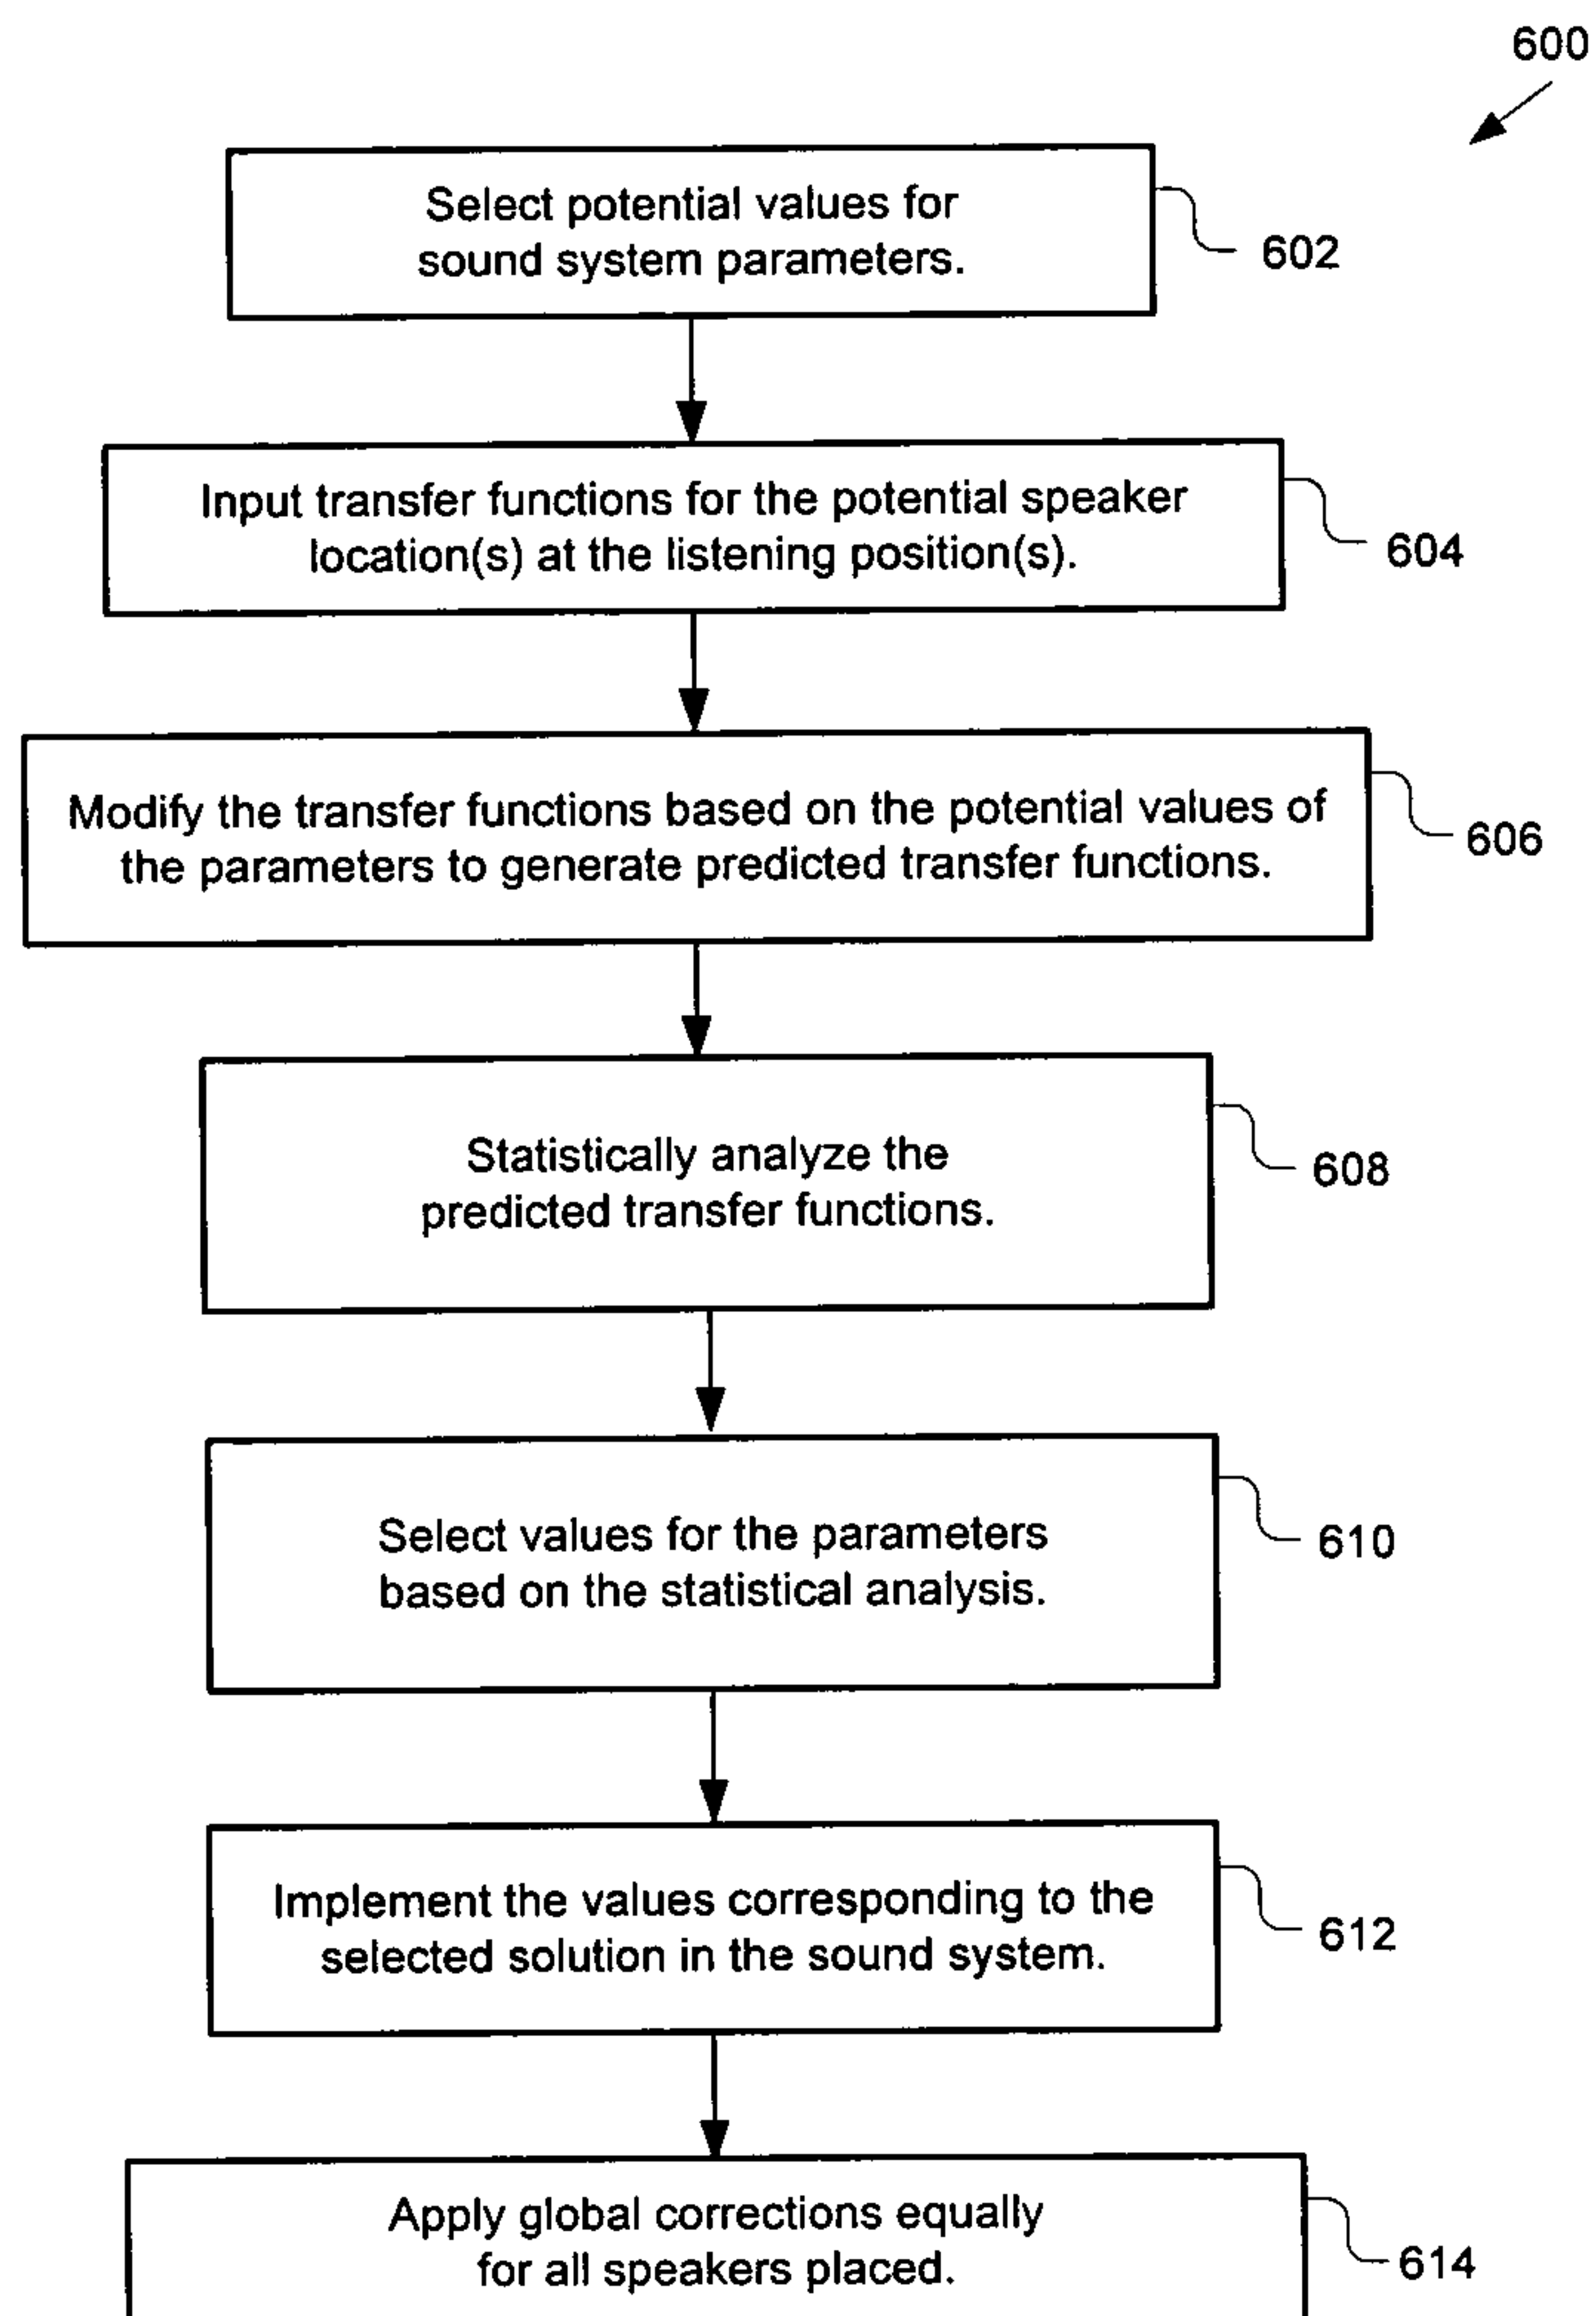 600
Select potential values for
sound system parameters.
602
Input transfer functions for the potential speaker
location(s) at the listening position(s).
604
Modify the transfer functions based on the potential values of
the parameters to generate predicted transfer functions.
606
Statistically analyze the
predicted transfer functions.
608
Select values for the parameters
based on the statistical analysis.
610
Implement the values corresponding to the
selected solution in the sound system.
612
Apply global corrections equally
for all speakers placed.
614